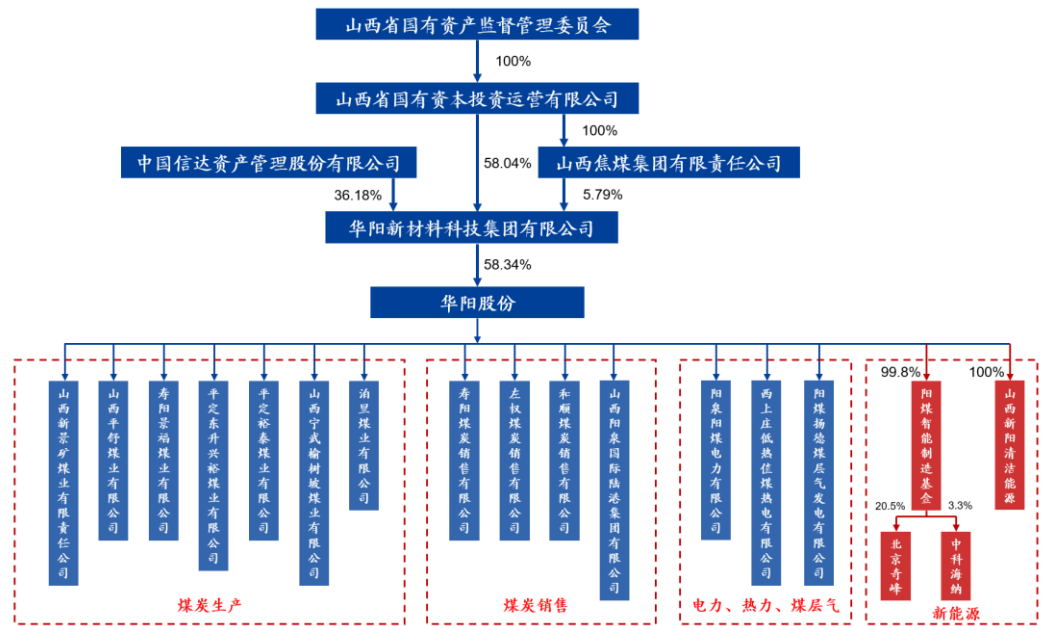 山西省国有资产监督管理委员会
100%
山西省国有资本投资运营有限公司
100%
中国信达资产管理股份有限公司
58.04%
山西焦煤集团有限责任公司
36.18%
5.79%
华阳新材料科技集团有限公司
58.34%
华阳股份
山西新景矿煤业有限责任公司
山西平舒煤业有限公司
寿阳景福煤业有限公司
平定东升兴裕煤业有限公司
平定裕泰煤业有限公司
山西宁武榆树坡煤业有限公司
泊里煤业有限公司
煤炭生产
寿阳煤炭销售有限公司
左权煤炭销售有限公司
和顺煤炭销售有限公司
山西阳泉国际陆港集团有限公司
煤炭销售
阳泉阳煤电力有限公司
西上庄低热值煤热电有限公司
阳煤扬德煤层气发电有限公司
电力、热力、煤层气
99.8%
100%
阳煤智能制造基金
山西新阳清洁能源
20.5%
3.3%
北京奇峰
中科海纳
新能源